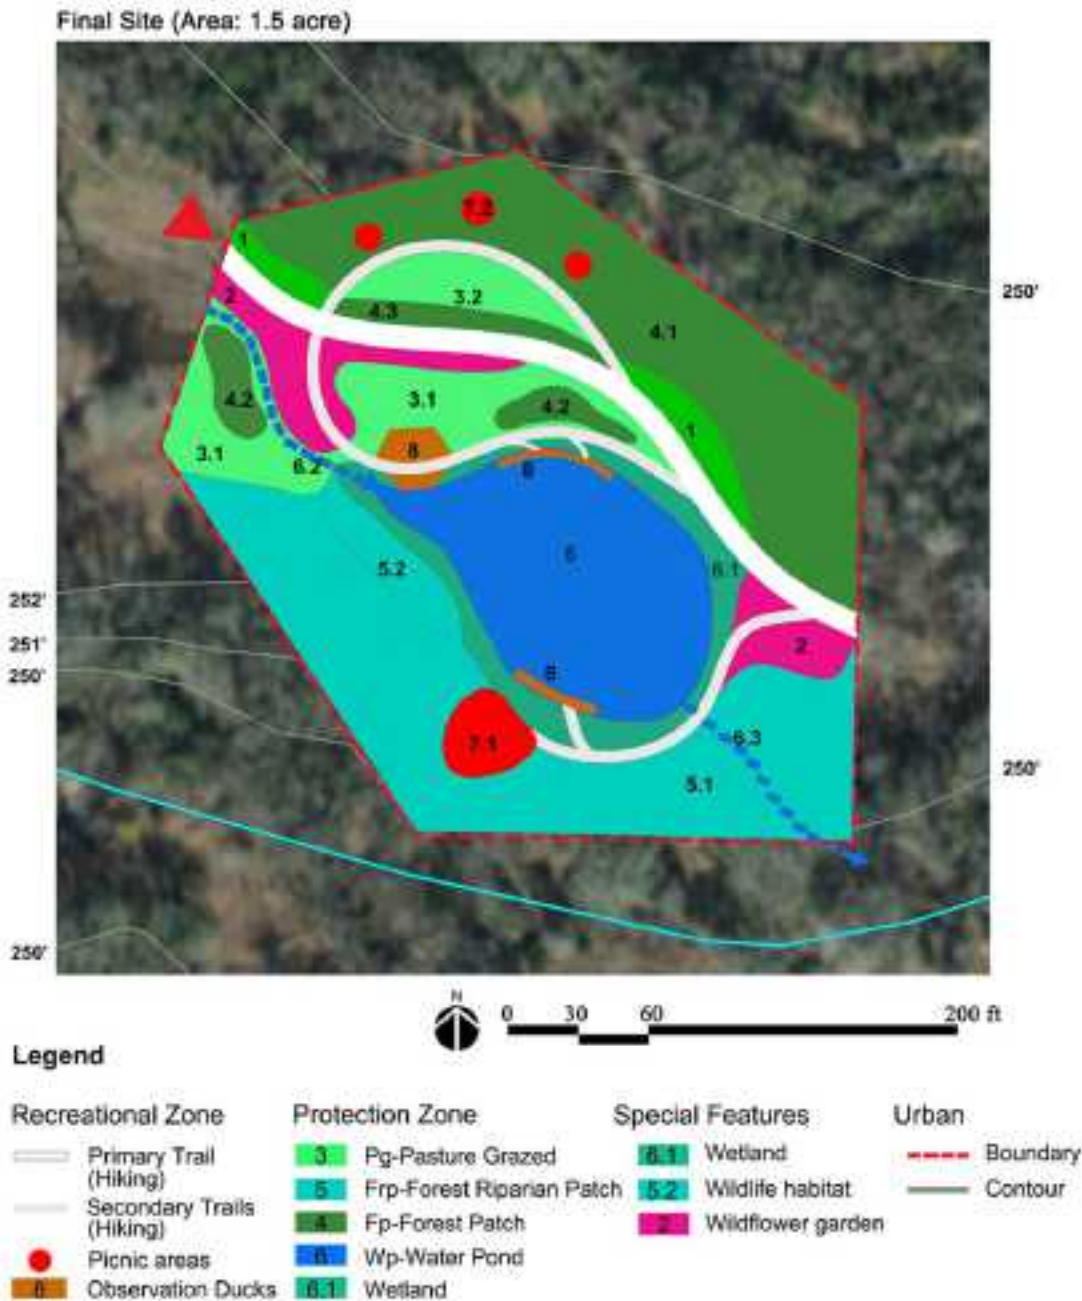 Final Site (Area: 1.5 acre)
7.2
1
250'
2
3.2
4.3
4.1
4.2
3.1
4.2
1
8
3.1
6.2
8
6
5.2
6.1
252'
251'
2
250'
8
6.3
7.1
250'
5.1
250'
N
0 30 60 200 ft
Legend
Recreational Zone
Primary Trail
(Hiking)
Secondary Trails
(Hiking)
Picnic areas
8 Observation Ducks
Protection Zone
3 Pg-Pasture Grazed
5 Frp-Forest Riparian Patch
4 Fp-Forest Patch
6 Wp-Water Pond
6.1 Wetland
Special Features
6.1 Wetland
5.2 Wildlife habitat
2 Wildflower garden
Urban
Boundary
Contour